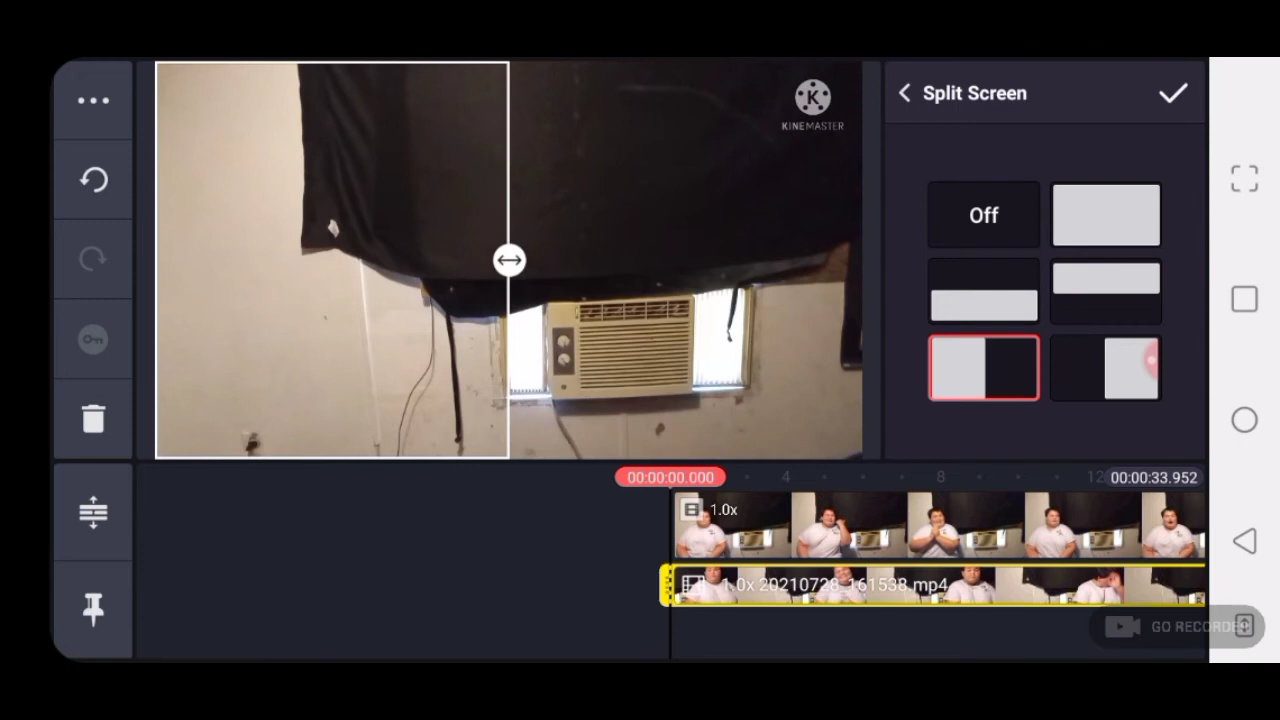 Split Screen
K
KINEMASTER
Off
00:00:00.000
4
8
12
00:00:33.952
1.0x
1.0x 20210728_161538.mp4
GO RECORDER